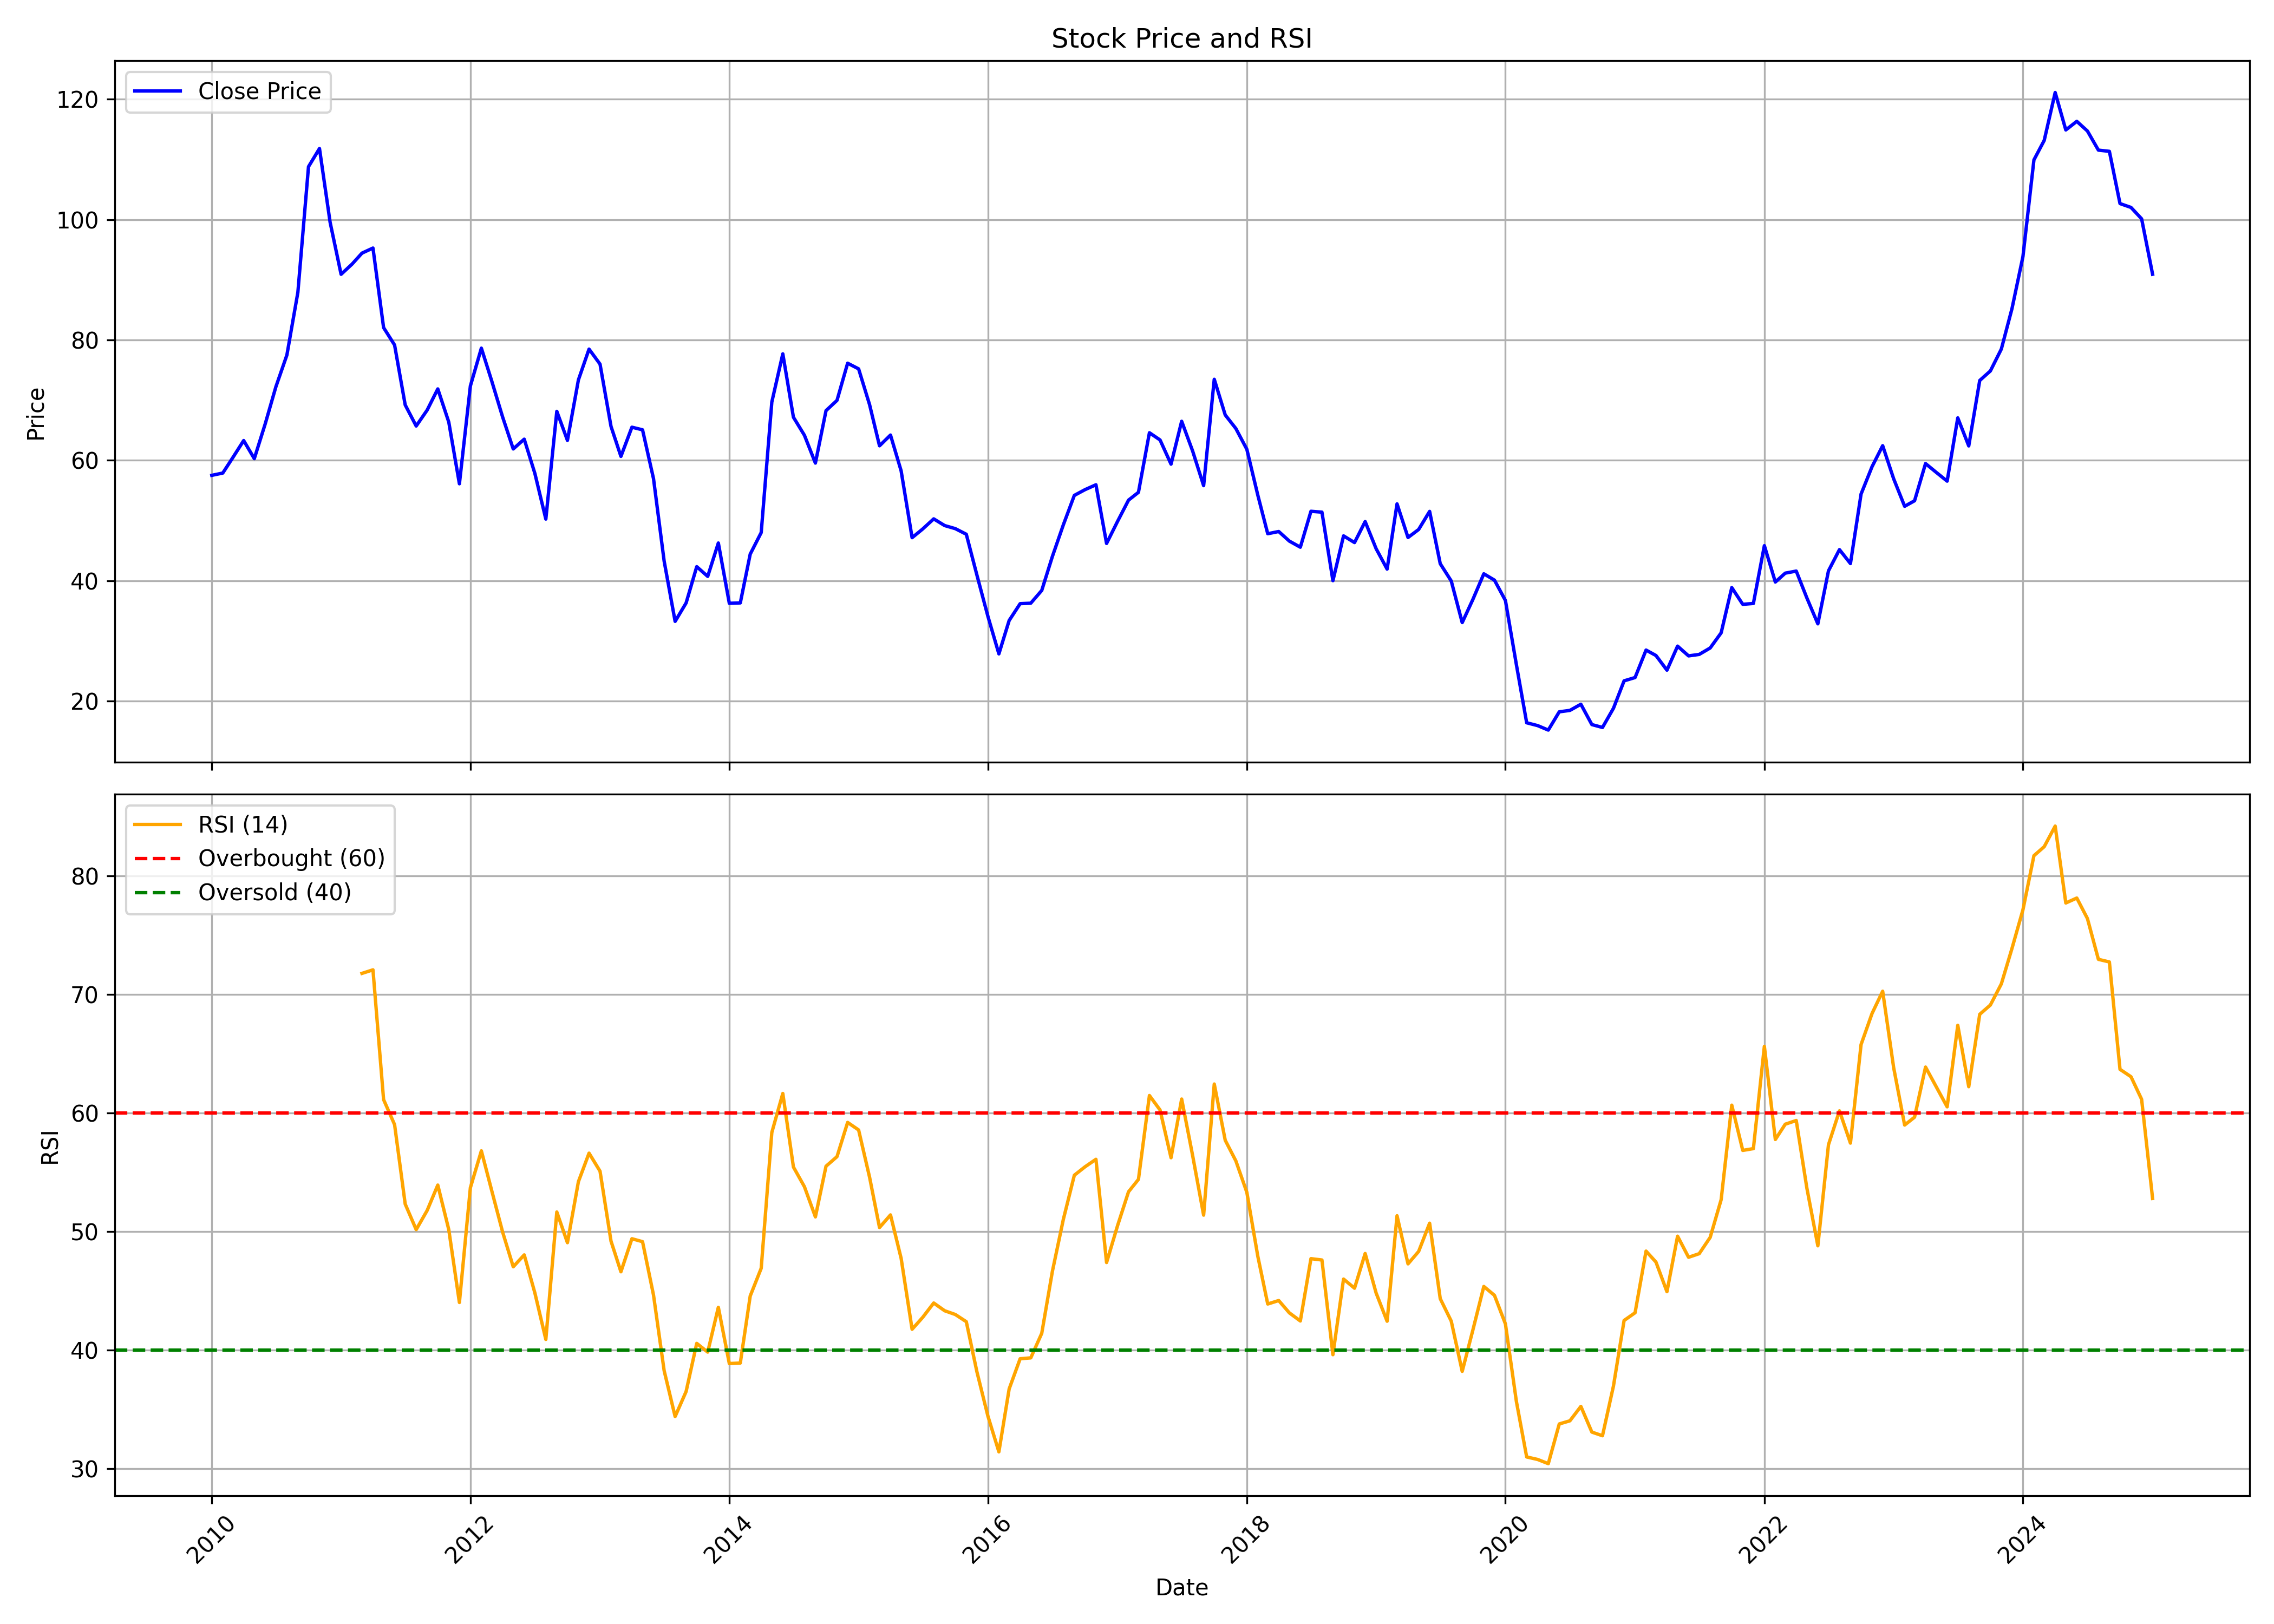 Stock Price and RSI
Close Price
120
100
80
60
40
20
Price
RSI (14)
Overbought (60)
Oversold (40)
80
70
60
50
40
30
RSI
2010
2012
2014
2016
2018
2020
2022
2024
Date